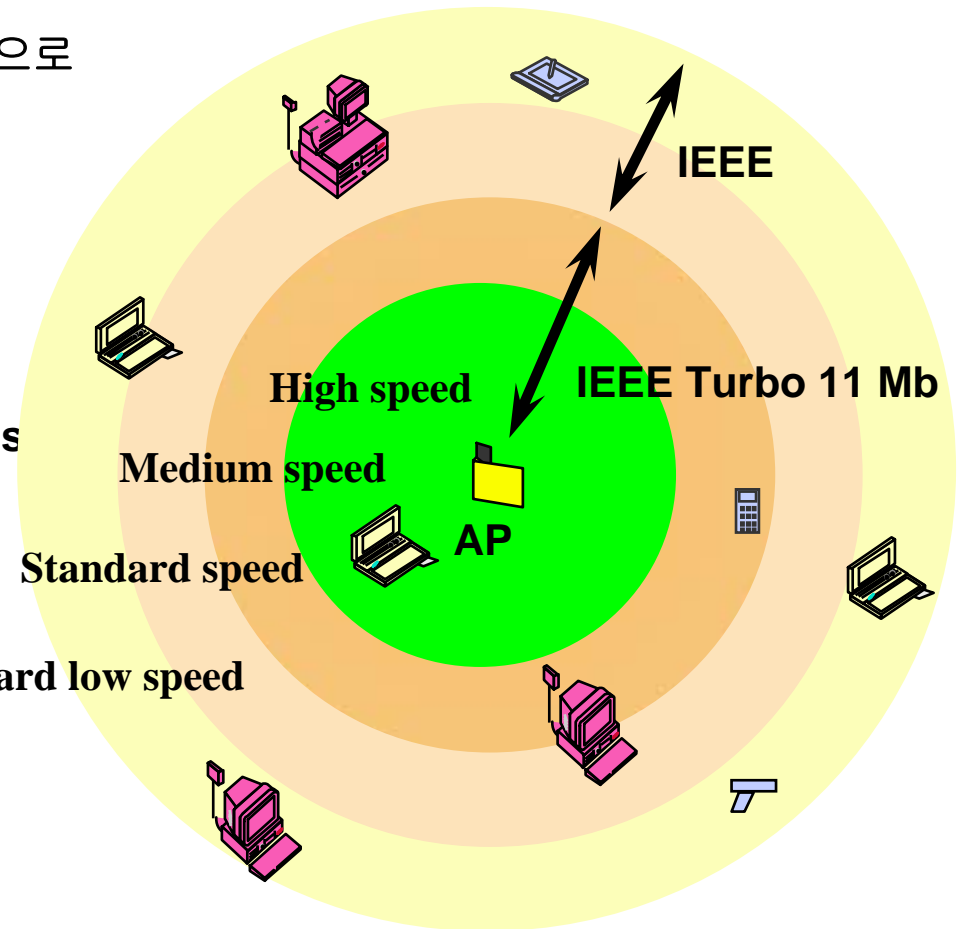 으로
IEEE
High speed
IEEE Turbo 11 Mb
s
Medium speed
AP
Standard speed
ard low speed